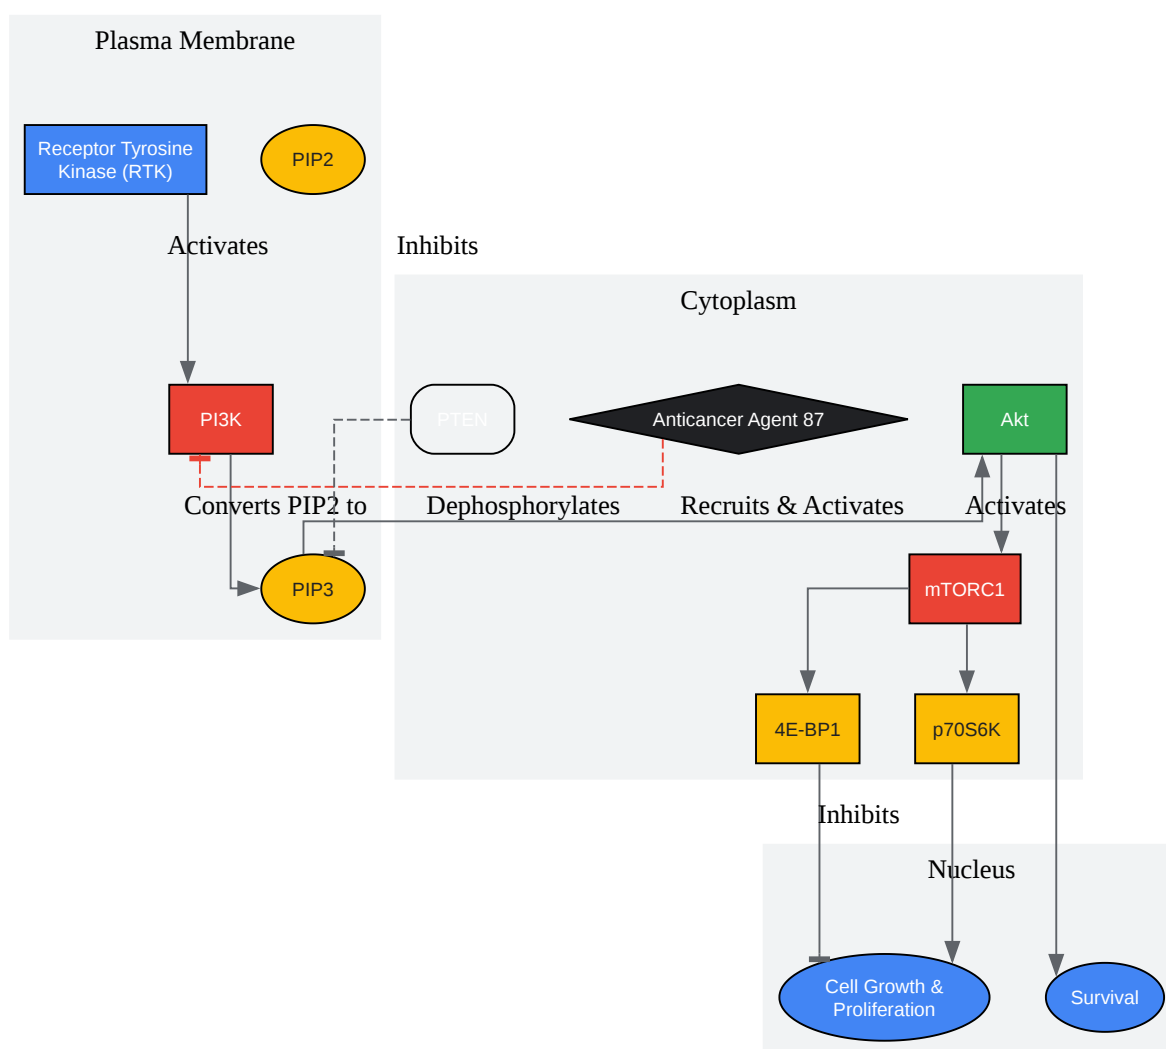 Plasma Membrane
Receptor Tyrosine
Kinase (RTK)
PIP2
Activates
Inhibits
Cytoplasm
PI3K
PTEN
Anticancer Agent 87
Akt
Converts PIP2 to
Dephosphorylates
Recruits & Activates
Activates
PIP3
mTORC1
4E-BP1
p70S6K
Inhibits
Nucleus
Cell Growth &
Proliferation
Survival